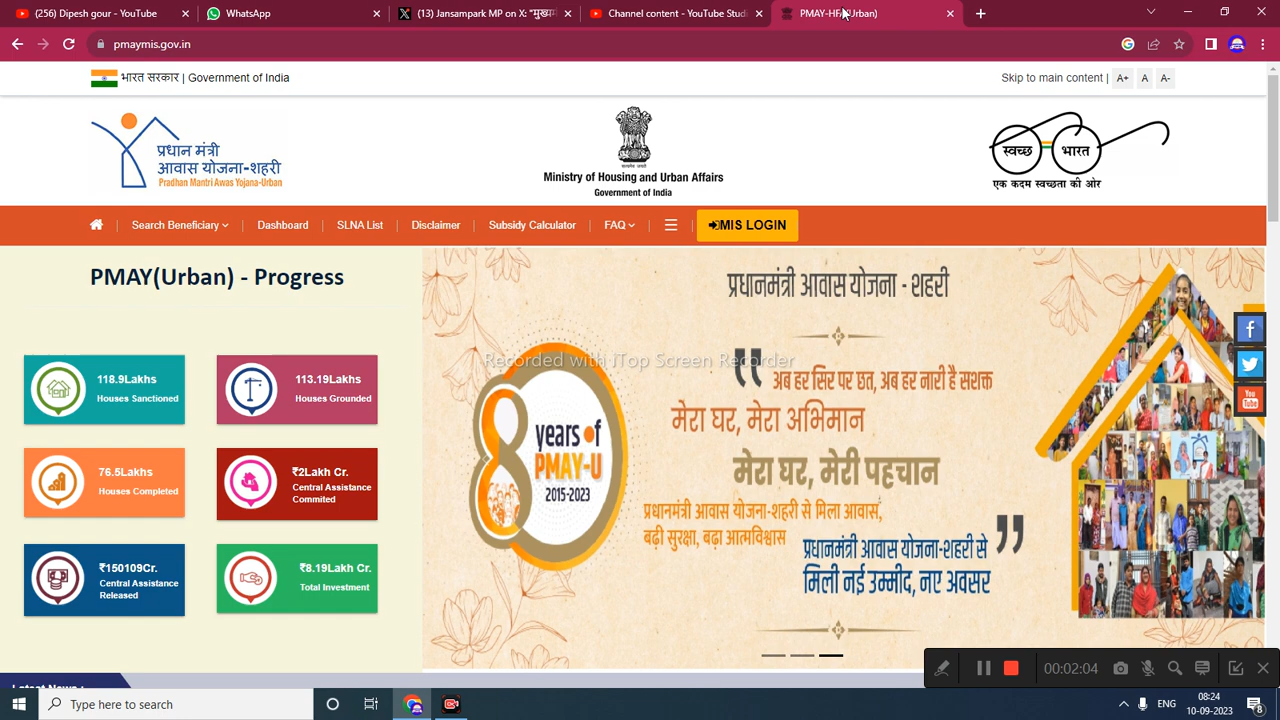 (256) Dipesh gour - YouTube
WhatsApp
(13) Jansampark MP on X: "मुख्यम
Channel content - YouTube Studi
PMAY-HFA(Urban)
pmaymis.gov.in
भारत सरकार | Government of India
Skip to main content |
A+
A
A-
प्रधान मंत्री
आवास योजना-शहरी
Pradhan Mantri Awas Yojana-Urban
Ministry of Housing and Urban Affairs
Government of India
स्वच्छ
भारत
एक कदम स्वच्छता की ओर
Search Beneficiary
Dashboard
SLNA List
Disclaimer
Subsidy Calculator
FAQ
MIS LOGIN
PMAY(Urban) - Progress
118.9Lakhs
Houses Sanctioned
113.19Lakhs
Houses Grounded
76.5Lakhs
Houses Completed
₹2Lakh Cr.
Central Assistance
Commited
₹150109Cr.
Central Assistance
Released
₹8.19Lakh Cr.
Total Investment
प्रधानमंत्री आवास योजना - शहरी
Recorded with iTop Screen Recorder
8 years of
PMAY-U
2015-2023
अब हर सिर पर छत, अब हर नारी है सशक्त
मेरा घर, मेरा अभिमान
मेरा घर, मेरी पहचान
प्रधानमंत्री आवास योजना-शहरी से मिला आवास,
बढ़ी सुरक्षा, बढ़ा आत्मविश्वास
प्रधानमंत्री आवास योजना-शहरी से
मिली नई उम्मीद, नए अवसर
You
Tube
Latest News :
00:02:04
Type here to search
ENG
08:24
10-09-2023
8